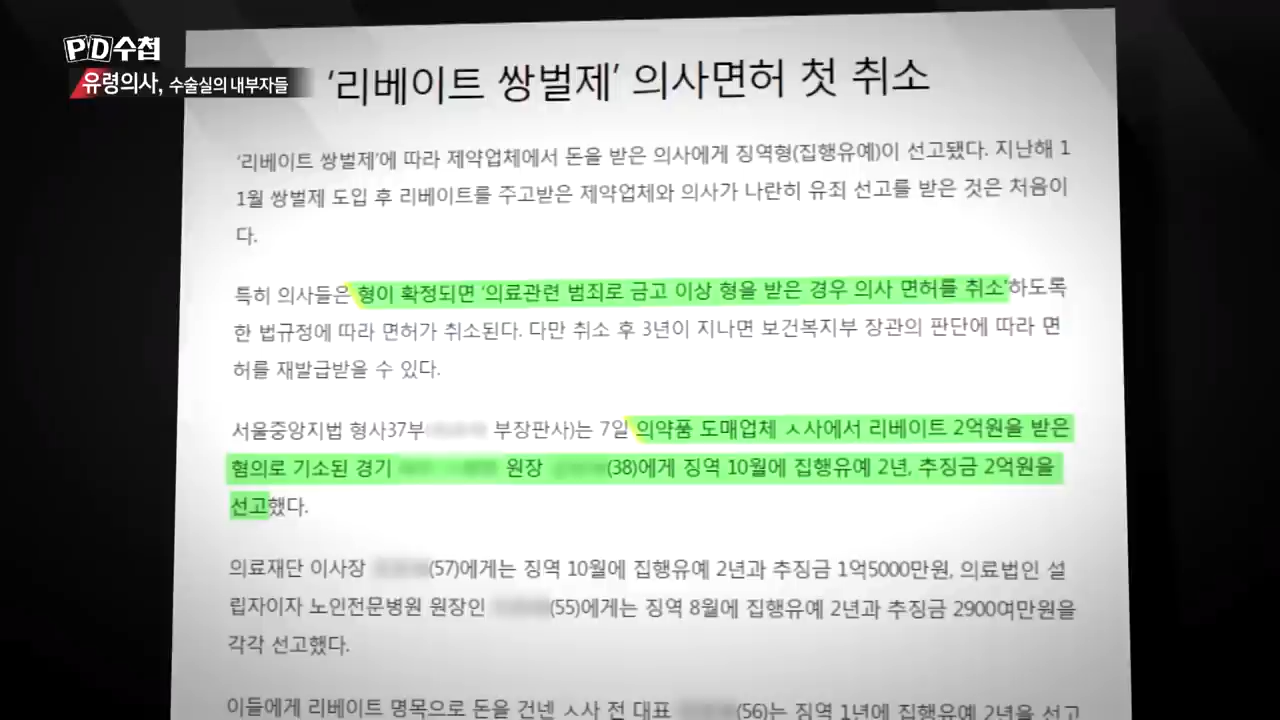 PD수첩
유령의사, 수술실의 내부자들
‘리베이트 쌍벌제’ 의사면허 첫 취소
‘리베이트 쌍벌제’에 따라 제약업체에서 돈을 받은 의사에게 징역형(집행유예)이 선고됐다. 지난해 1
1월 쌍벌제 도입 후 리베이트를 주고받은 제약업체와 의사가 나란히 유죄 선고를 받은 것은 처음이
다.
특히 의사들은 형이 확정되면 ‘의료관련 범죄로 금고 이상 형을 받은 경우 의사 면허를 취소’하도록
한 법규정에 따라 면허가 취소된다. 다만 취소 후 3년이 지나면 보건복지부 장관의 판단에 따라 면
허를 재발급받을 수 있다.
서울중앙지법 형사37부 부장판사)는 7일 의약품 도매업체 ㅅ사에서 리베이트 2억원을 받은
혐의로 기소된 경기 원장 (38)에게 징역 10월에 집행유예 2년, 추징금 2억원을
선고했다.
의료재단 이사장 (57)에게는 징역 10월에 집행유예 2년과 추징금 1억5000만원, 의료법인 설
립자이자 노인전문병원 원장인 (55)에게는 징역 8월에 집행유예 2년과 추징금 2900여만원을
각각 선고했다.
이들에게 리베이트 명목으로 돈을 건넨 ㅅ사 전 대표 (56)는 징역 1년에 집행유예 2년을 선고